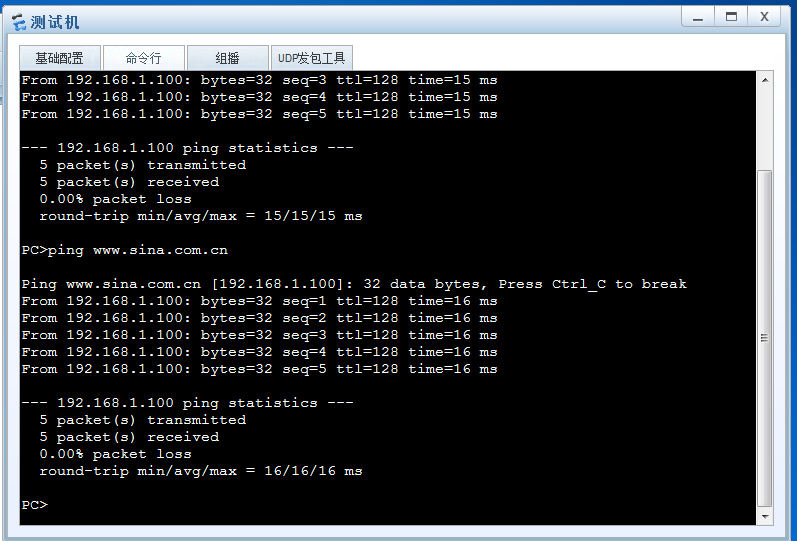 测试机
基础配置 命令行 组播 UDP发包工具
From 192.168.1.100: bytes=32 seq=3 ttl=128 time=15 ms
From 192.168.1.100: bytes=32 seq=4 ttl=128 time=15 ms
From 192.168.1.100: bytes=32 seq=5 ttl=128 time=15 ms
--- 192.168.1.100 ping statistics ---
5 packet(s) transmitted
5 packet(s) received
0.00% packet loss
round-trip min/avg/max = 15/15/15 ms
PC>ping www.sina.com.cn
Ping www.sina.com.cn [192.168.1.100]: 32 data bytes, Press Ctrl_C to break
From 192.168.1.100: bytes=32 seq=1 ttl=128 time=16 ms
From 192.168.1.100: bytes=32 seq=2 ttl=128 time=16 ms
From 192.168.1.100: bytes=32 seq=3 ttl=128 time=16 ms
From 192.168.1.100: bytes=32 seq=4 ttl=128 time=16 ms
From 192.168.1.100: bytes=32 seq=5 ttl=128 time=16 ms
--- 192.168.1.100 ping statistics ---
5 packet(s) transmitted
5 packet(s) received
0.00% packet loss
round-trip min/avg/max = 16/16/16 ms
PC>